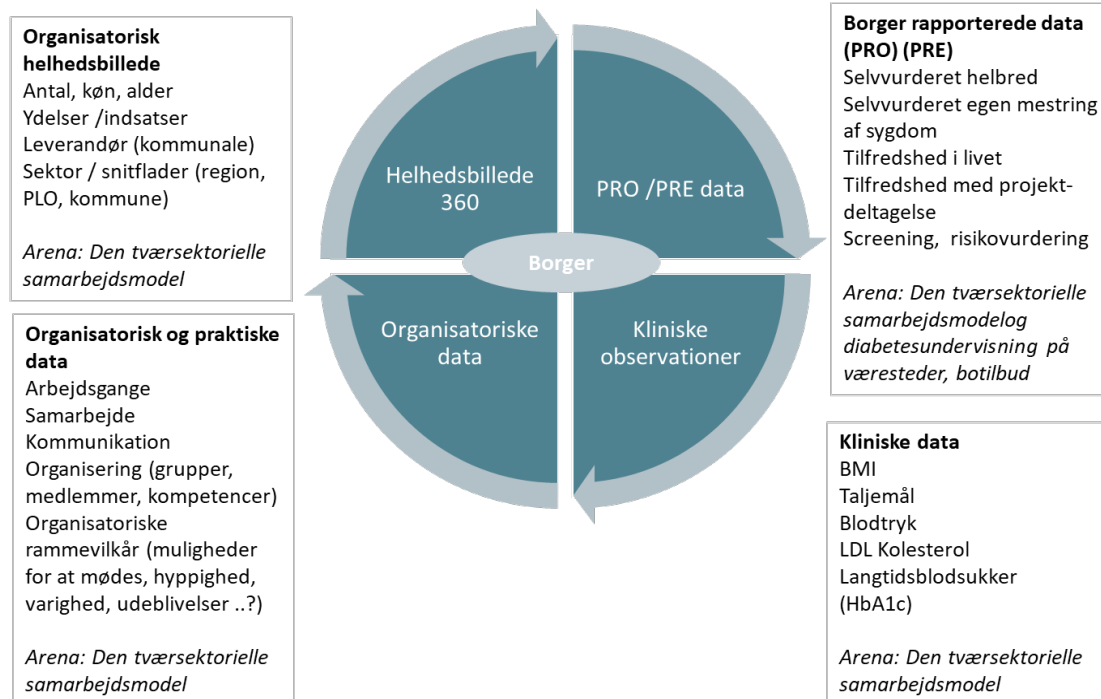 Organisatorisk
helhedsbillede
Antal, køn, alder
Ydelser /indsatser
Leverandør (kommunale)
Sektor / snitflader (region,
PLO, kommune)
Arena: Den tværsektorielle
samarbejdsmodel
Organisatorisk og praktiske
data
Arbejdsgange
Samarbejde
Kommunikation
Organisering (grupper,
medlemmer, kompetencer)
Organisatoriske
rammevilkår (muligheder
for at mødes, hyppighed,
varighed, udeblivelser ..?)
Arena: Den tværsektorielle
samarbejdsmodel
Helhedsbillede
360
PRO /PRE data
Borger
Organisatoriske
data
Kliniske
observationer
Borger rapporterede data
(PRO) (PRE)
Selvvurderet helbred
Selvvurderet egen mestring
af sygdom
Tilfredshed i livet
Tilfredshed med projekt-
deltagelse
Screening, risikovurdering
Arena: Den tværsektorielle
samarbejdsmodelog
diabetesundervisning på
væresteder, botilbud
Kliniske data
BMI
Taljemål
Blodtryk
LDL Kolesterol
Langtidsblodsukker
(HbA1c)
Arena: Den tværsektorielle
samarbejdsmodel